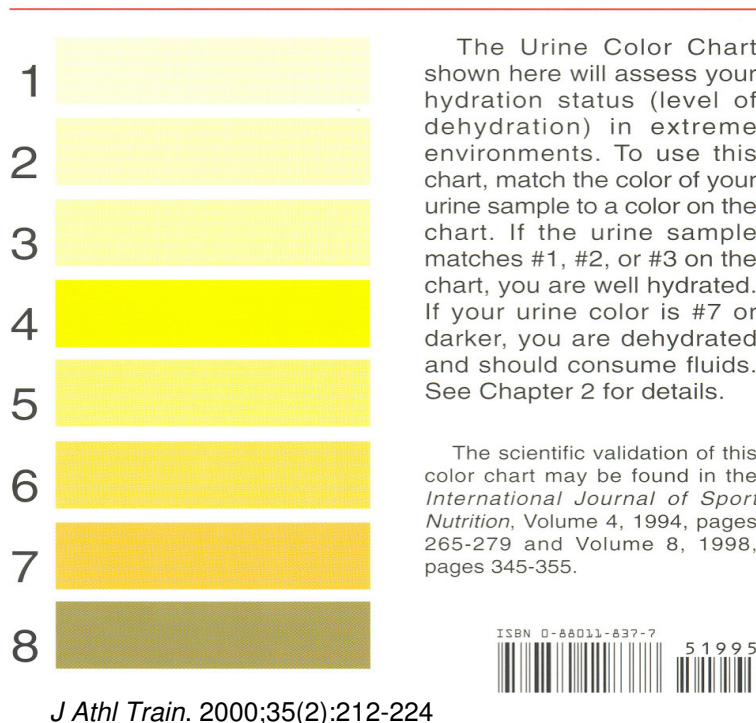 1
2
3
4
5
6
7
8
The Urine Color Chart
shown here will assess your
hydration status (level of
dehydration) in extreme
environments. To use this
chart, match the color of your
urine sample to a color on the
chart. If the urine sample
matches #1, #2, or #3 on the
chart, you are well hydrated.
If your urine color is #7 or
darker, you are dehydrated
and should consume fluids.
See Chapter 2 for details.
The scientific validation of this
color chart may be found in the
International Journal of Sport
Nutrition, Volume 4, 1994, pages
265-279 and Volume 8, 1998,
pages 345-355.
ISBN 0-88011-837-7
51995
J Athl Train. 2000;35(2):212-224